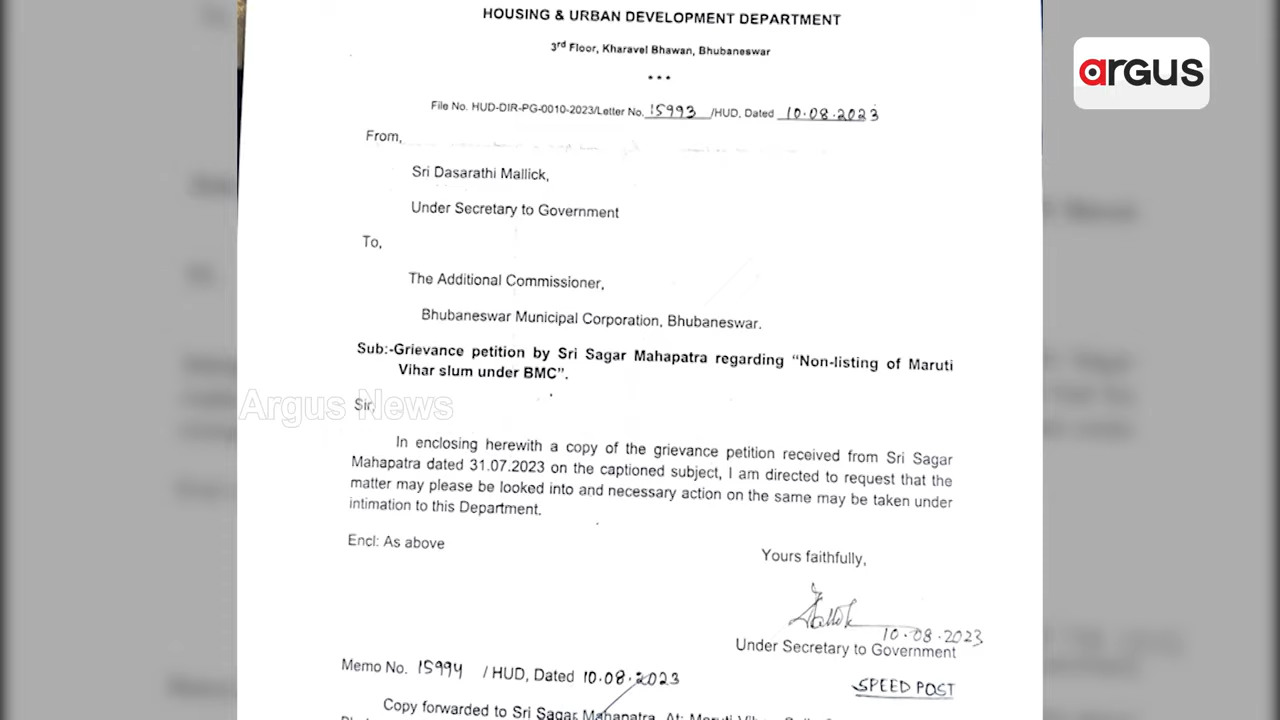 HOUSING & URBAN DEVELOPMENT DEPARTMENT
3rd Floor, Kharavel Bhawan, Bhubaneswar
***
argus
File No. HUD-DIR-PG-0010-2023/Letter No. 15993 /HUD, Dated 10.08.2023
From,
Sri Dasarathi Mallick,
Under Secretary to Government
To,
The Additional Commissioner,
Bhubaneswar Municipal Corporation, Bhubaneswar.
Sub:-Grievance petition by Sri Sagar Mahapatra regarding “Non-listing of Maruti
Vihar slum under BMC”.
Argus News
Sir,
In enclosing herewith a copy of the grievance petition received from Sri Sagar
Mahapatra dated 31.07.2023 on the captioned subject, I am directed to request that the
matter may please be looked into and necessary action on the same may be taken under
intimation to this Department.
Encl: As above
Yours faithfully,
10.08.2023
Under Secretary to Government
Memo No. 15994 / HUD, Dated 10.08.2023
SPEED POST
Copy forwarded to Sri Sagar Mahapatra, At: Maruti